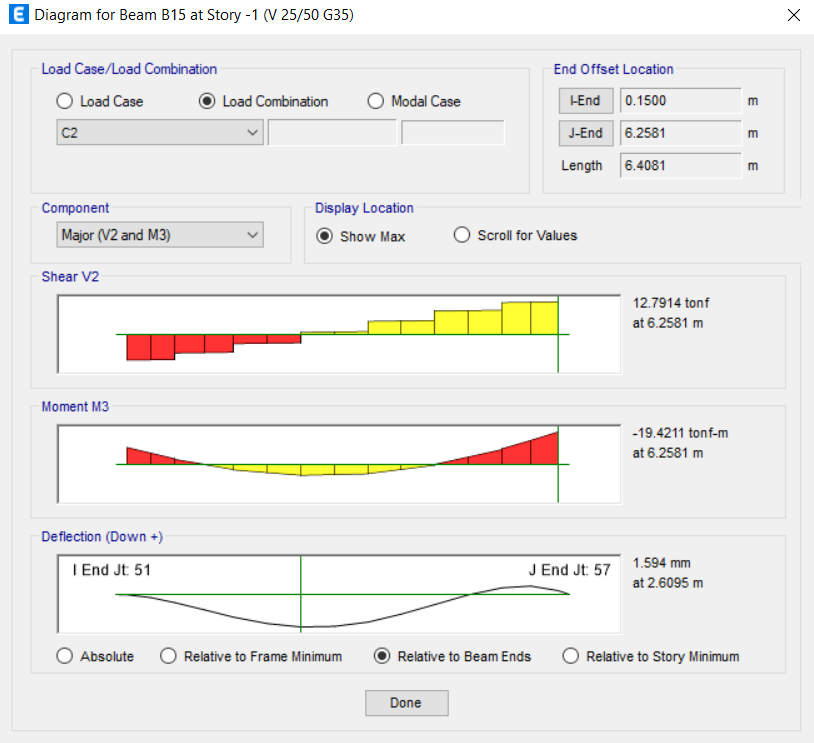 E Diagram for Beam B15 at Story -1 (V 25/50 G35)
Load Case/Load Combination
Load Case Load Combination Modal Case
C2
End Offset Location
I-End 0.1500 m
J-End 6.2581 m
Length 6.4081 m
Component
Major (V2 and M3)
Display Location
Show Max Scroll for Values
Shear V2
12.7914 tonf
at 6.2581 m
Moment M3
-19.4211 tonf-m
at 6.2581 m
Deflection (Down +)
I End Jt: 51 J End Jt: 57
1.594 mm
at 2.6095 m
Absolute Relative to Frame Minimum Relative to Beam Ends Relative to Story Minimum
Done